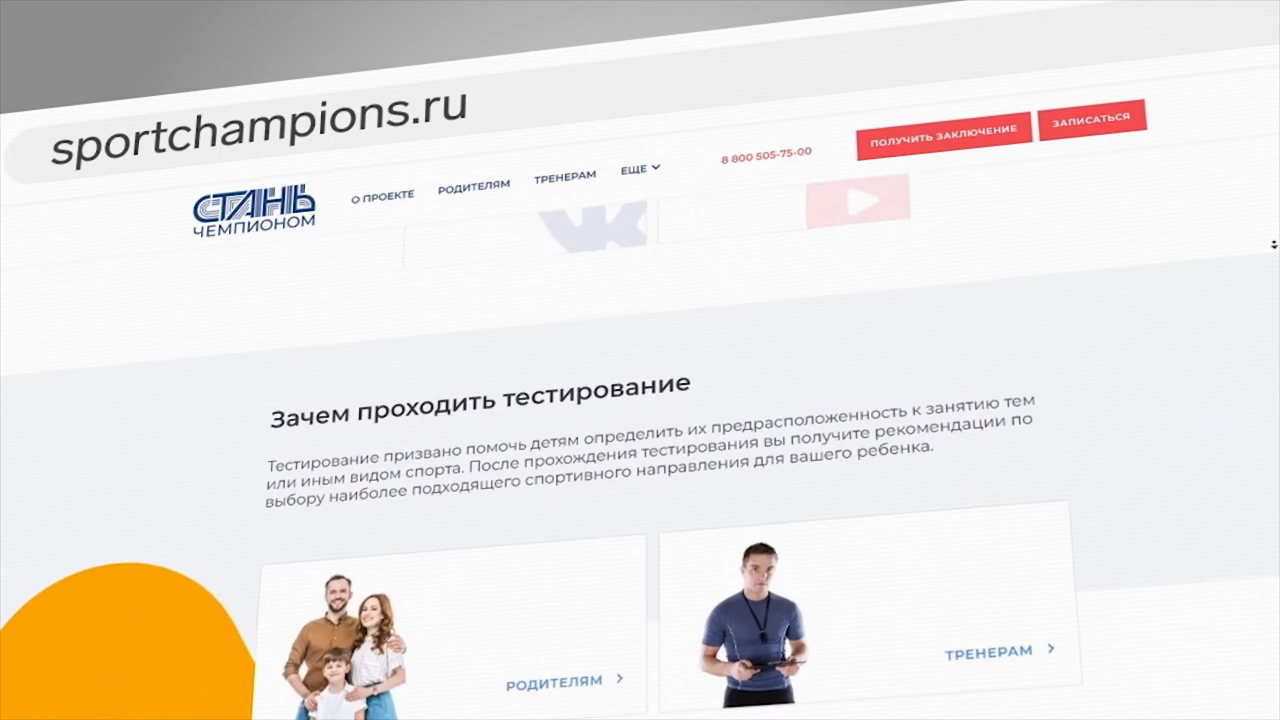 sportchampions.ru
СТАНЬ
ЧЕМПИОНОМ
О ПРОЕКТЕ
РОДИТЕЛЯМ
ТРЕНЕРАМ
ЕЩЕ
8 800 505-75-00
ПОЛУЧИТЬ ЗАКЛЮЧЕНИЕ
ЗАПИСАТЬСЯ
Зачем проходить тестирование
Тестирование призвано помочь детям определить их предрасположенность к занятию тем
или иным видом спорта. После прохождения тестирования вы получите рекомендации по
выбору наиболее подходящего спортивного направления для вашего ребенка.
РОДИТЕЛЯМ
ТРЕНЕРАМ